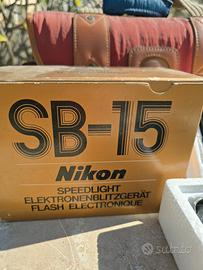 SB-15
Nikon
SPEEDLIGHT
ELEKTRONENBLITZGERÄT
FLASH ELECTRONIQUE
subito